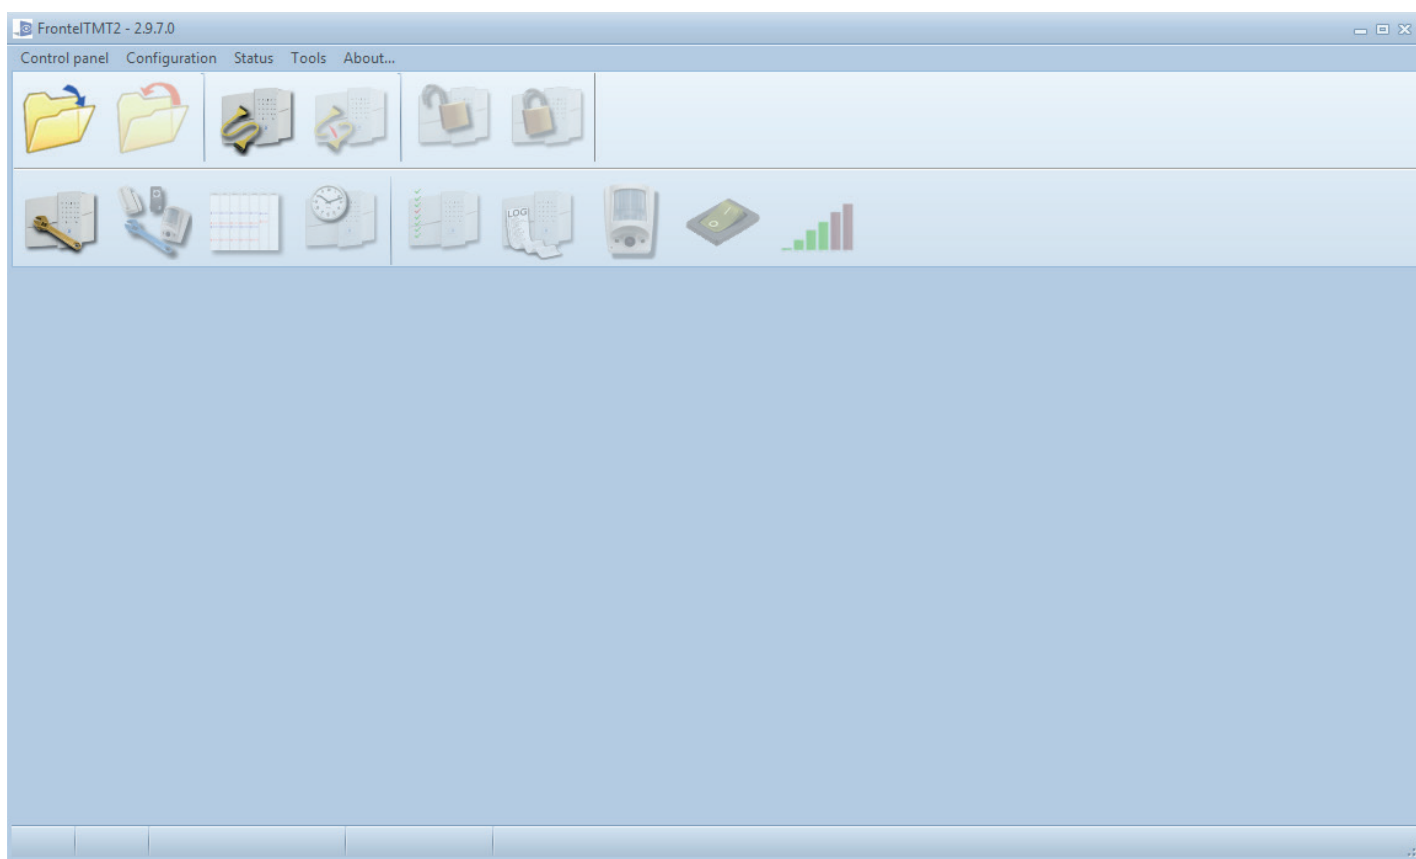 FrontelTMT2 - 2.9.7.0
Control panel Configuration Status Tools About...
LOG